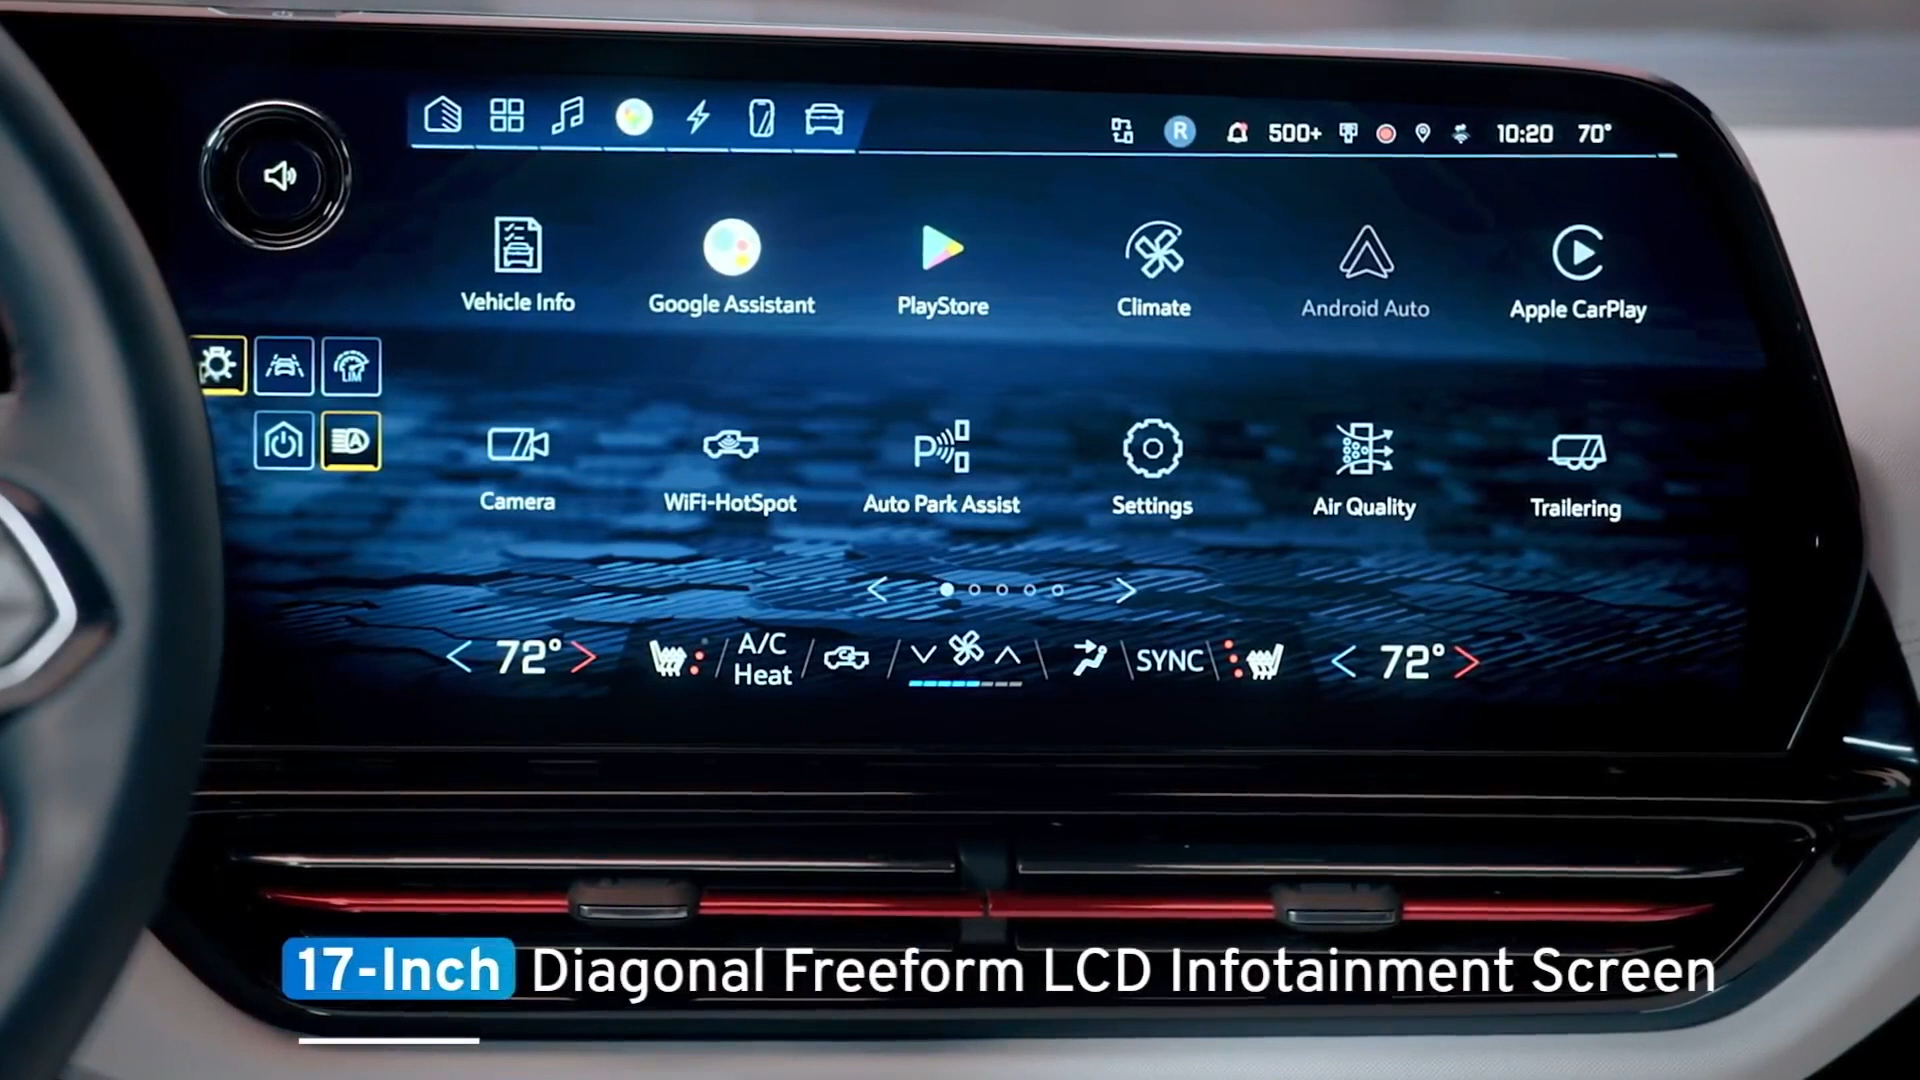 R 500+ 10:20 70°
Vehicle Info Google Assistant PlayStore Climate Android Auto Apple CarPlay
LIM
A
Camera WiFi-HotSpot Auto Park Assist Settings Air Quality Trailering
P
< 72° > A/C Heat SYNC < 72° >
17-Inch Diagonal Freeform LCD Infotainment Screen